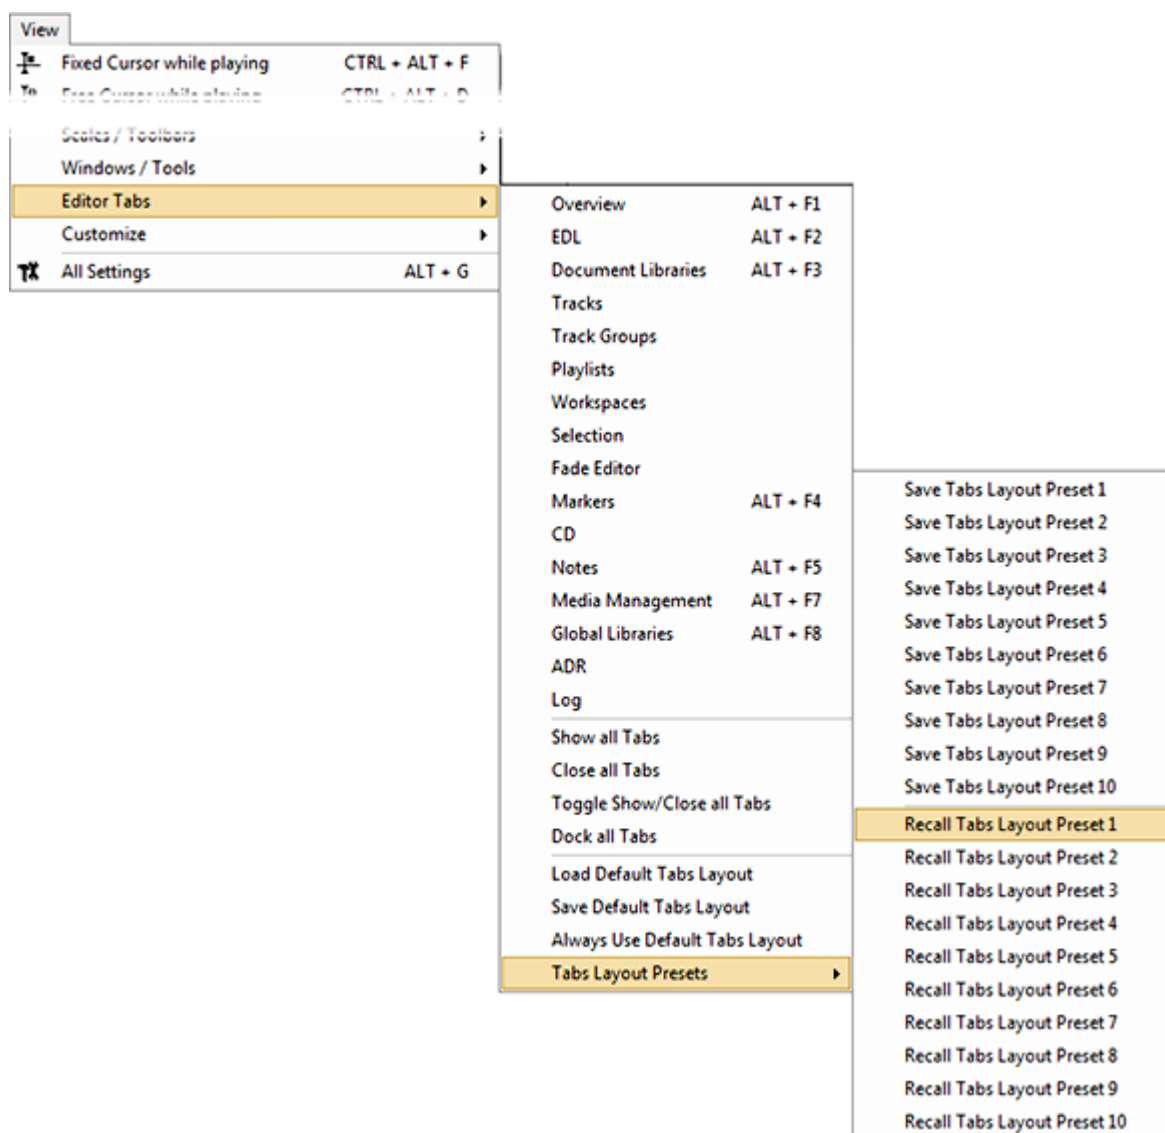 View
Fixed Cursor while playing CTRL + ALT + F
Free Cursor while playing CTRL + ALT + D
Scales / Toolbars
Windows / Tools
Editor Tabs
Customize
All Settings ALT + G
Overview ALT + F1
EDL ALT + F2
Document Libraries ALT + F3
Tracks
Track Groups
Playlists
Workspaces
Selection
Fade Editor
Markers ALT + F4
CD
Notes ALT + F5
Media Management ALT + F7
Global Libraries ALT + F8
ADR
Log
Show all Tabs
Close all Tabs
Toggle Show/Close all Tabs
Dock all Tabs
Load Default Tabs Layout
Save Default Tabs Layout
Always Use Default Tabs Layout
Tabs Layout Presets
Save Tabs Layout Preset 1
Save Tabs Layout Preset 2
Save Tabs Layout Preset 3
Save Tabs Layout Preset 4
Save Tabs Layout Preset 5
Save Tabs Layout Preset 6
Save Tabs Layout Preset 7
Save Tabs Layout Preset 8
Save Tabs Layout Preset 9
Save Tabs Layout Preset 10
Recall Tabs Layout Preset 1
Recall Tabs Layout Preset 2
Recall Tabs Layout Preset 3
Recall Tabs Layout Preset 4
Recall Tabs Layout Preset 5
Recall Tabs Layout Preset 6
Recall Tabs Layout Preset 7
Recall Tabs Layout Preset 8
Recall Tabs Layout Preset 9
Recall Tabs Layout Preset 10